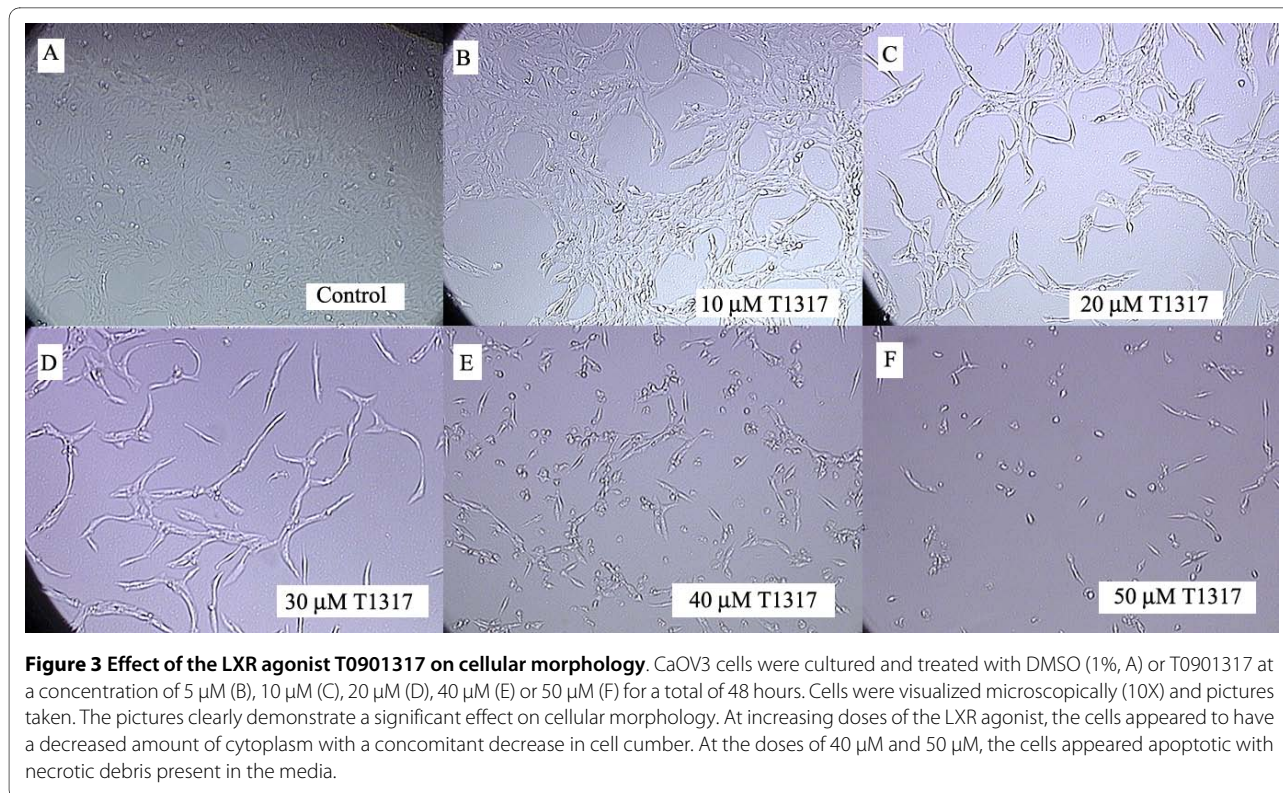 A
Control
B
10 µM T1317
C
20 µM T1317
D
30 µM T1317
E
40 µM T1317
F
50 µM T1317
Figure 3 Effect of the LXR agonist T0901317 on cellular morphology. CaOV3 cells were cultured and treated with DMSO (1%, A) or T0901317 at
a concentration of 5 µM (B), 10 µM (C), 20 µM (D), 40 µM (E) or 50 µM (F) for a total of 48 hours. Cells were visualized microscopically (10X) and pictures
taken. The pictures clearly demonstrate a significant effect on cellular morphology. At increasing doses of the LXR agonist, the cells appeared to have
a decreased amount of cytoplasm with a concomitant decrease in cell cumber. At the doses of 40 µM and 50 µM, the cells appeared apoptotic with
necrotic debris present in the media.